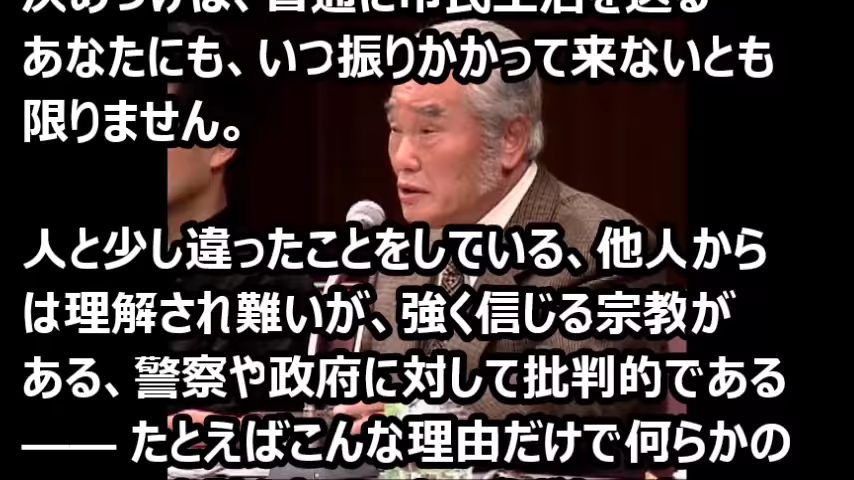 あなたにも、いつ振りかかって来ないとも
限りません。
人と少し違ったことをしている、他人から
は理解され難いが、強く信じる宗教が
ある、警察や政府に対して批判的である
―― たとえばこんな理由だけで何らかの